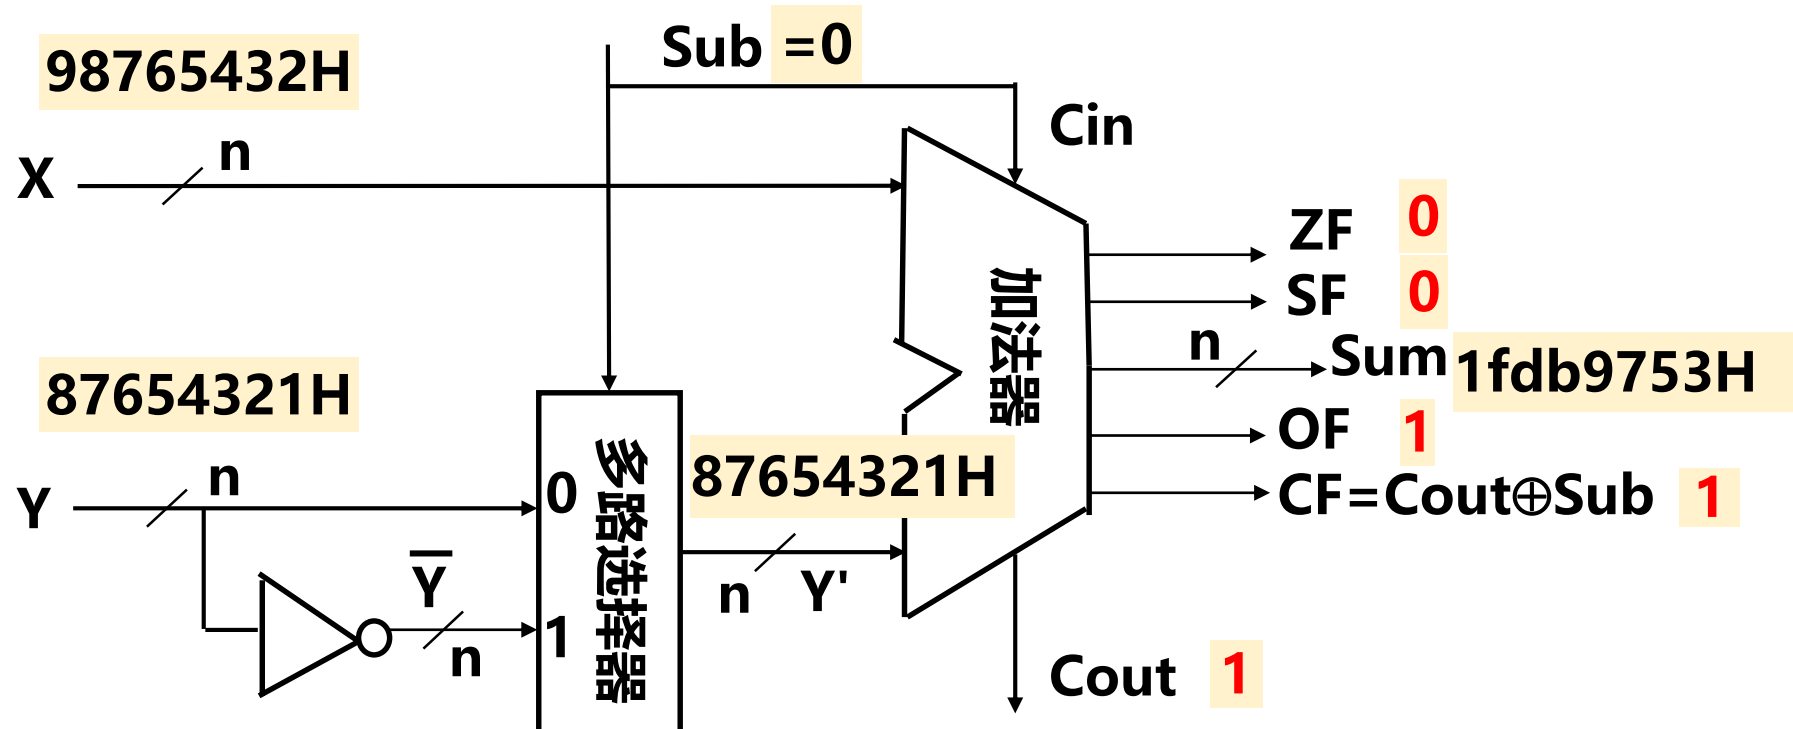 Sub =0
98765432H
Cin
n
X
ZF 0
SF 0
加法器
n
Sum 1fdb9753H
87654321H
OF 1
多路选择器
87654321H
n
0
CF=Cout⊕Sub 1
Y
Y̅
n
Y'
1
n
Cout 1